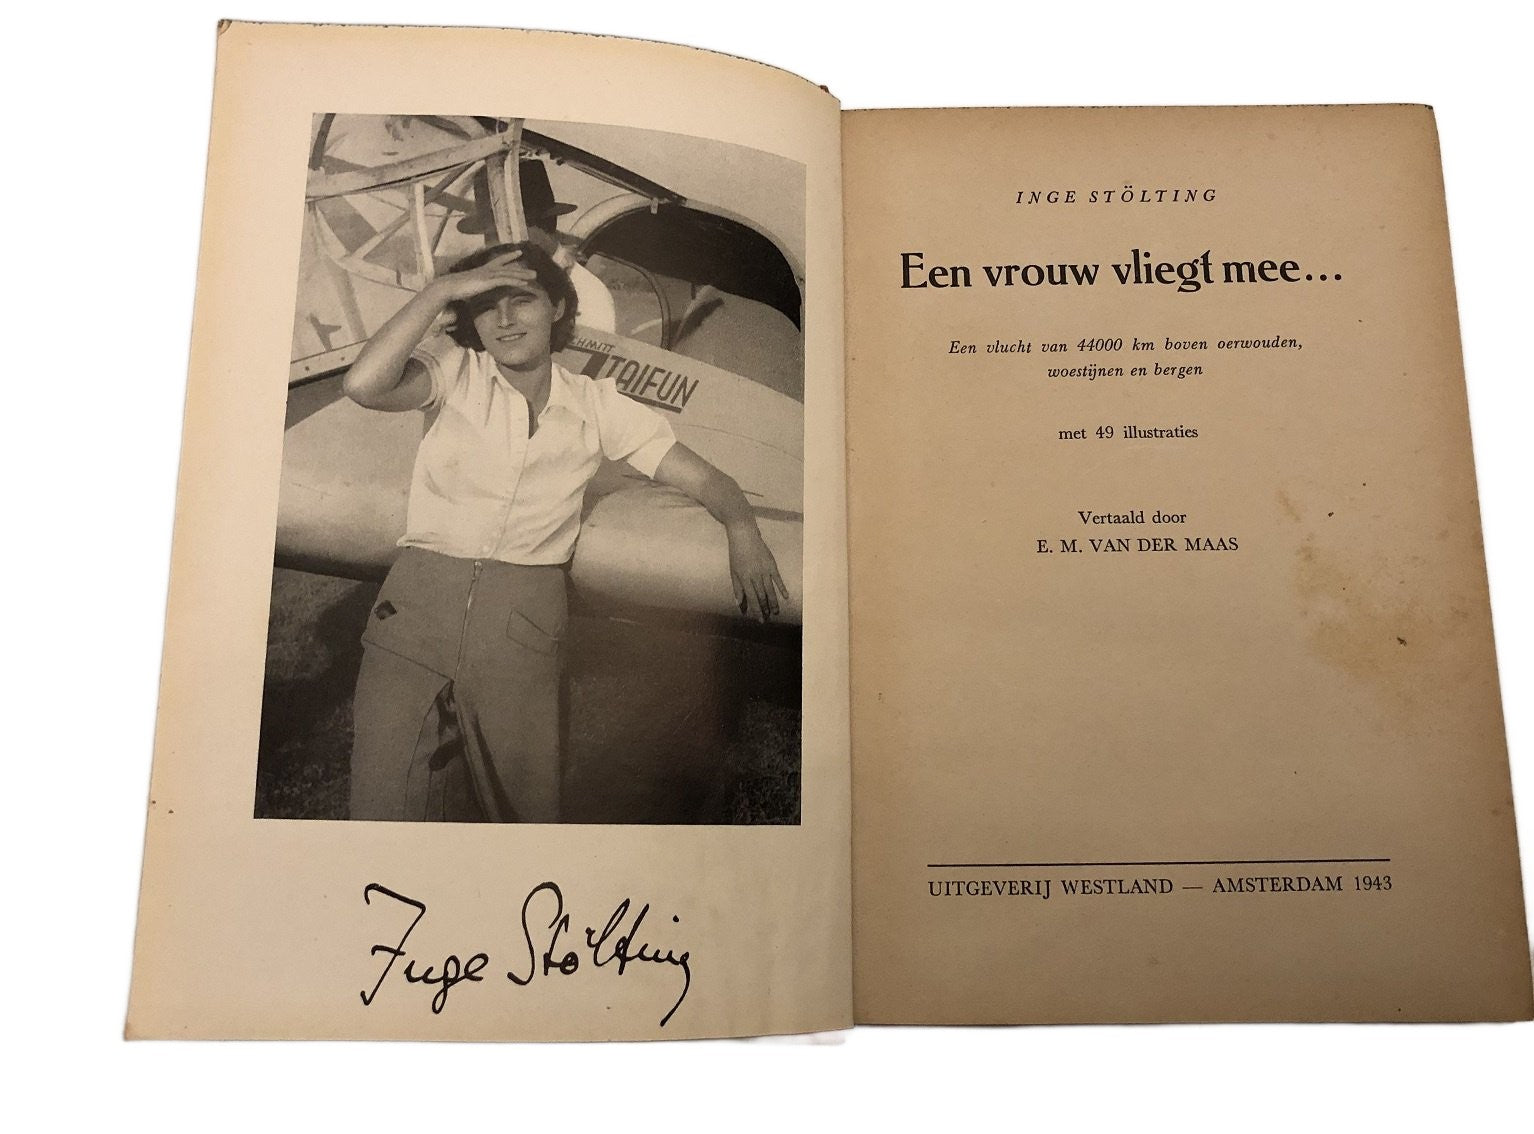 CHMITT
TAIFUN
Inge Stölting
INGE STÖLTING
Een vrouw vliegt mee...
Een vlucht van 44000 km boven oerwouden,
woestijnen en bergen
met 49 illustraties
Vertaald door
E. M. VAN DER MAAS
UITGEVERIJ WESTLAND — AMSTERDAM 1943